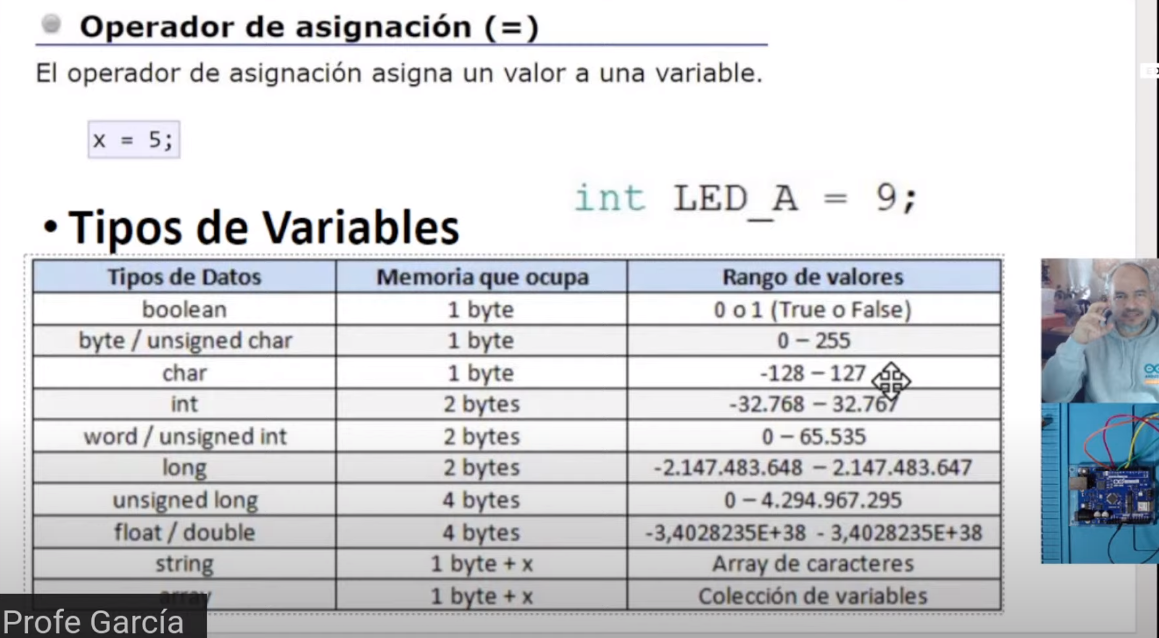 Operador de asignación (=)
El operador de asignación asigna un valor a una variable.
x = 5;
int LED_A = 9;
• Tipos de Variables
Tipos de Datos Memoria que ocupa Rango de valores
boolean 1 byte 0 o 1 (True o False)
byte / unsigned char 1 byte 0 – 255
char 1 byte -128 – 127
int 2 bytes -32.768 – 32.767
word / unsigned int 2 bytes 0 – 65.535
long 2 bytes -2.147.483.648 – 2.147.483.647
unsigned long 4 bytes 0 – 4.294.967.295
float / double 4 bytes -3,4028235E+38 - 3,4028235E+38
string 1 byte + x Array de caracteres
array 1 byte + x Colección de variables
Profe García